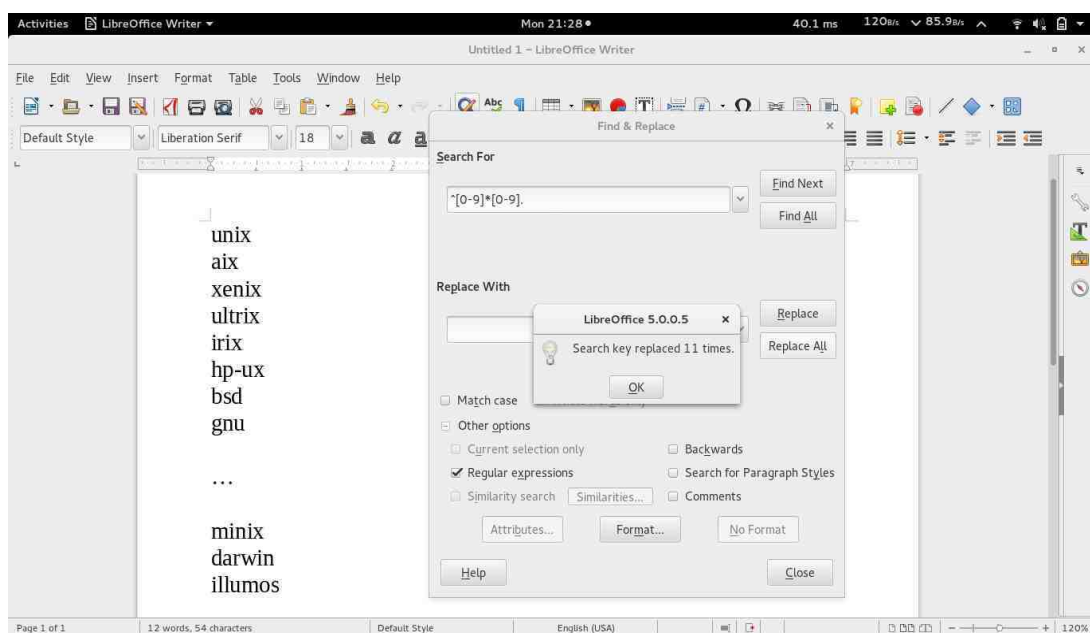 Activities LibreOffice Writer Mon 21:28 40.1 ms 120B/s 85.9B/s
Untitled 1 – LibreOffice Writer
File Edit View Insert Format Table Tools Window Help
Default Style Liberation Serif 18 a a a
Find & Replace
Search For
^[0-9]*[0-9].
Find Next
Find All
Replace With
Replace
Replace All
LibreOffice 5.0.0.5
Search key replaced 11 times.
OK
Match case
Other options
Current selection only Backwards
Regular expressions Search for Paragraph Styles
Similarity search Similarities... Comments
Attributes... Format... No Format
Help Close
unix
aix
xenix
ultrix
irix
hp-ux
bsd
gnu
...
minix
darwin
illumos
Page 1 of 1 12 words, 54 characters Default Style English (USA) 120%